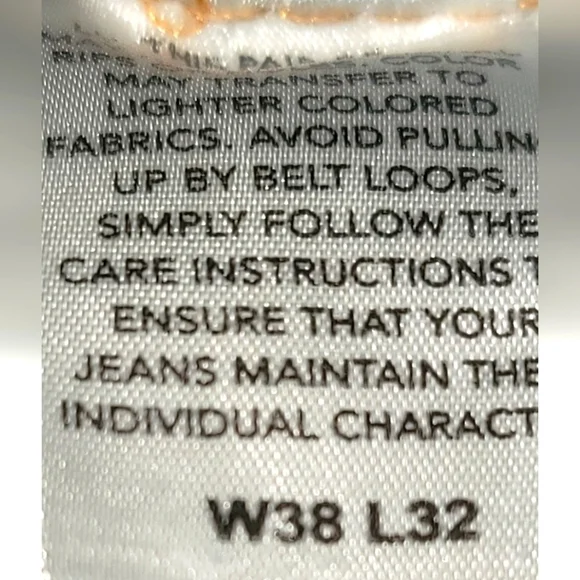 COLOR
MAY TRANSFER TO
LIGHTER COLORED
FABRICS. AVOID PULLIN
UP BY BELT LOOPS,
SIMPLY FOLLOW THE
CARE INSTRUCTIONS T
ENSURE THAT YOUR
JEANS MAINTAIN THE
INDIVIDUAL CHARACT
W38 L32